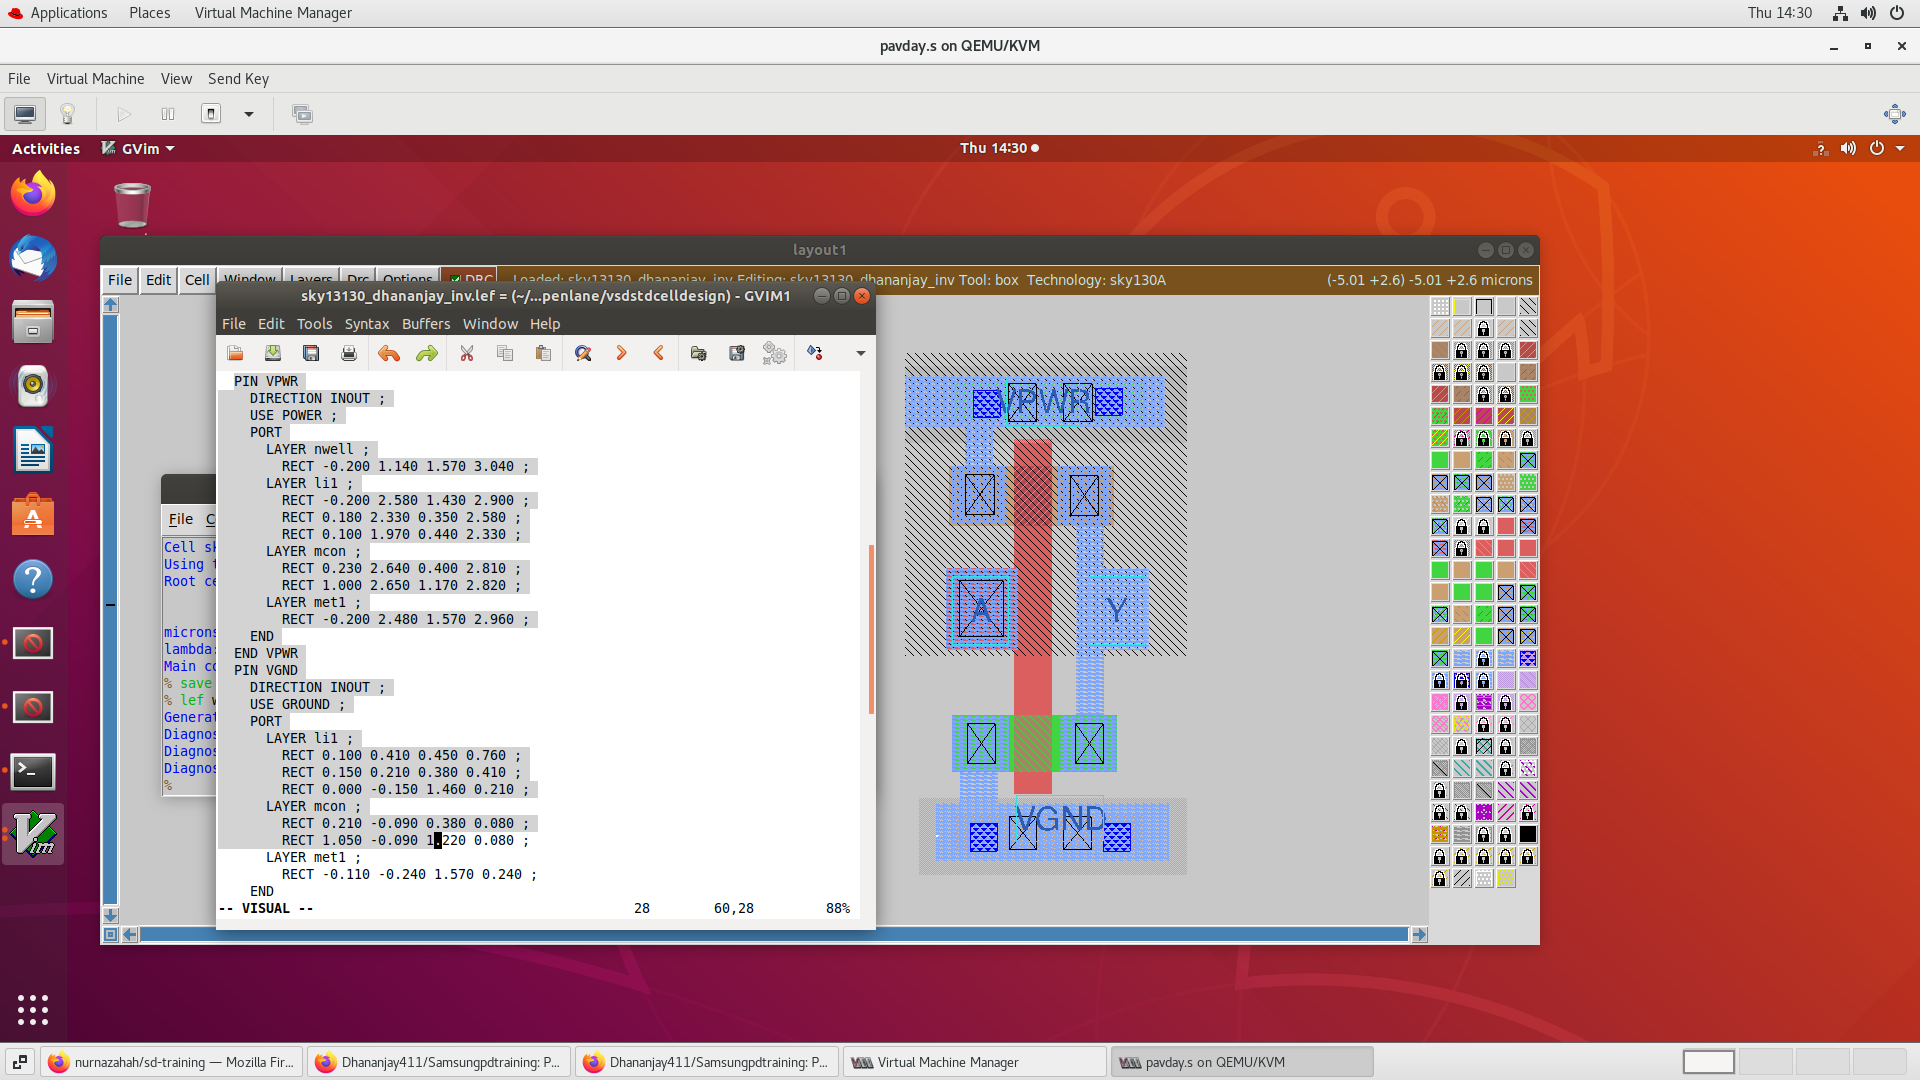 Applications Places Virtual Machine Manager Thu 14:30
pavday.s on QEMU/KVM
File Virtual Machine View Send Key
Activities GVim Thu 14:30
layout1
File Edit Cell Window Layers Drc Options DRC Loaded: sky13130_dhananjay_inv Editing: sky13130_dhananjay_inv Tool: box Technology: sky130A (-5.01 +2.6) -5.01 +2.6 microns
sky13130_dhananjay_inv.lef = (~/...penlane/vsdstdcelldesign) - GVIM1
File Edit Tools Syntax Buffers Window Help
PIN VPWR
DIRECTION INOUT ;
USE POWER ;
PORT
LAYER nwell ;
RECT -0.200 1.140 1.570 3.040 ;
LAYER li1 ;
RECT -0.200 2.580 1.430 2.900 ;
RECT 0.180 2.330 0.350 2.580 ;
RECT 0.100 1.970 0.440 2.330 ;
LAYER mcon ;
RECT 0.230 2.640 0.400 2.810 ;
RECT 1.000 2.650 1.170 2.820 ;
LAYER met1 ;
RECT -0.200 2.480 1.570 2.960 ;
END
END VPWR
PIN VGND
DIRECTION INOUT ;
USE GROUND ;
PORT
LAYER li1 ;
RECT 0.100 0.410 0.450 0.760 ;
RECT 0.150 0.210 0.380 0.410 ;
RECT 0.000 -0.150 1.460 0.210 ;
LAYER mcon ;
RECT 0.210 -0.090 0.380 0.080 ;
RECT 1.050 -0.090 1.220 0.080 ;
LAYER met1 ;
RECT -0.110 -0.240 1.570 0.240 ;
END
-- VISUAL -- 28 60,28 88%
File C
Cell sk
Using t
Root ce
microns
lambda:
Main co
% save
% lef w
Generat
Diagnos
Diagnos
Diagnos
%
VPWR
A
Y
VGND
nurnazahah/sd-training — Mozilla Fir... Dhananjay411/Samsungpdtraining: P... Dhananjay411/Samsungpdtraining: P... Virtual Machine Manager pavday.s on QEMU/KVM